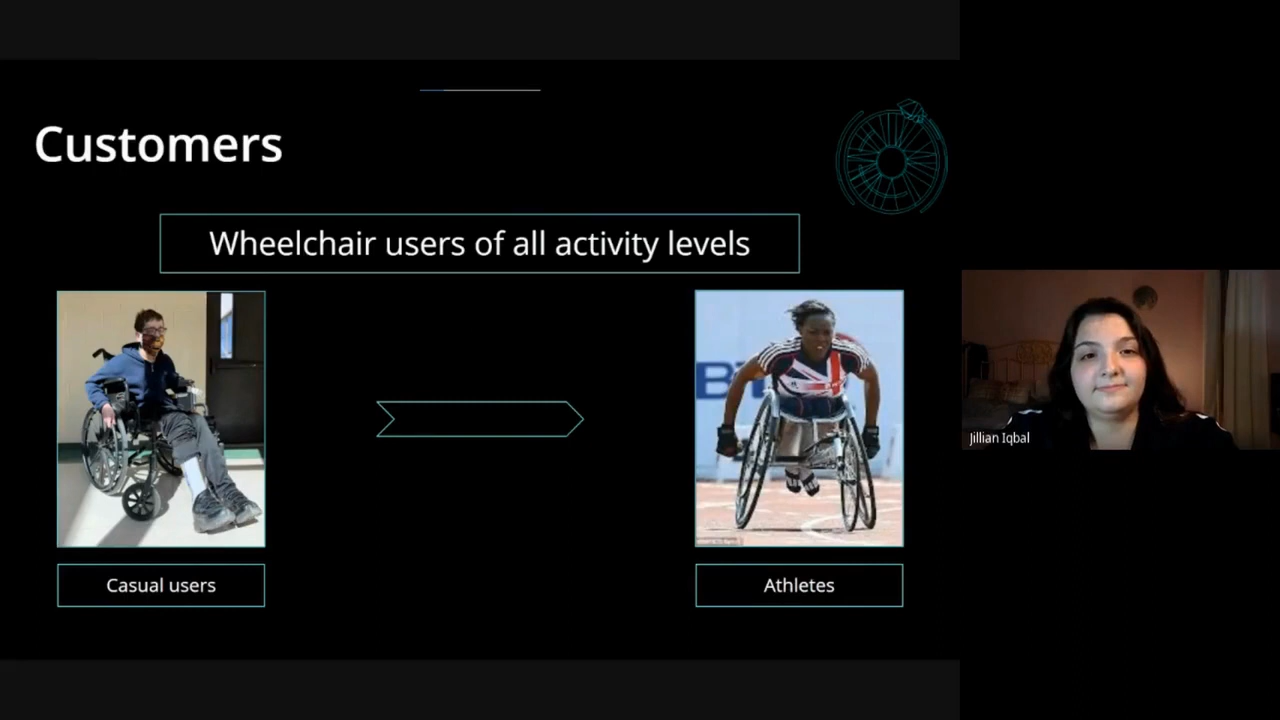 Customers
Wheelchair users of all activity levels
Casual users
Athletes
Jillian Iqbal